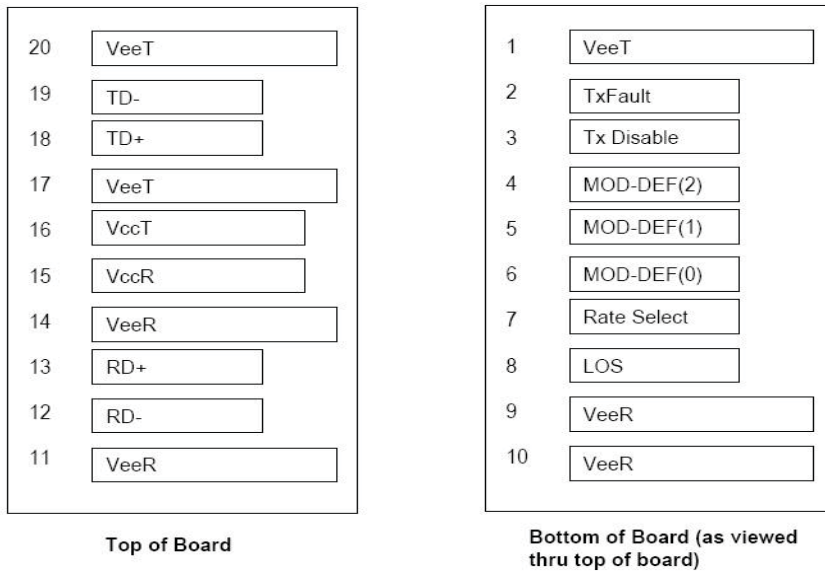 20 VeeT
19 TD-
18 TD+
17 VeeT
16 VccT
15 VccR
14 VeeR
13 RD+
12 RD-
11 VeeR
Top of Board
1 VeeT
2 TxFault
3 Tx Disable
4 MOD-DEF(2)
5 MOD-DEF(1)
6 MOD-DEF(0)
7 Rate Select
8 LOS
9 VeeR
10 VeeR
Bottom of Board (as viewed
thru top of board)